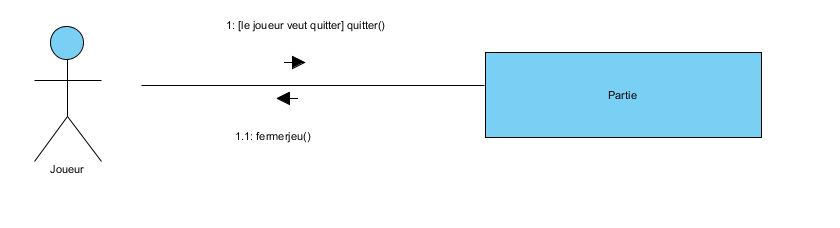 1: [le joueur veut quitter] quitter()
Partie
1.1: fermerjeu()
Joueur